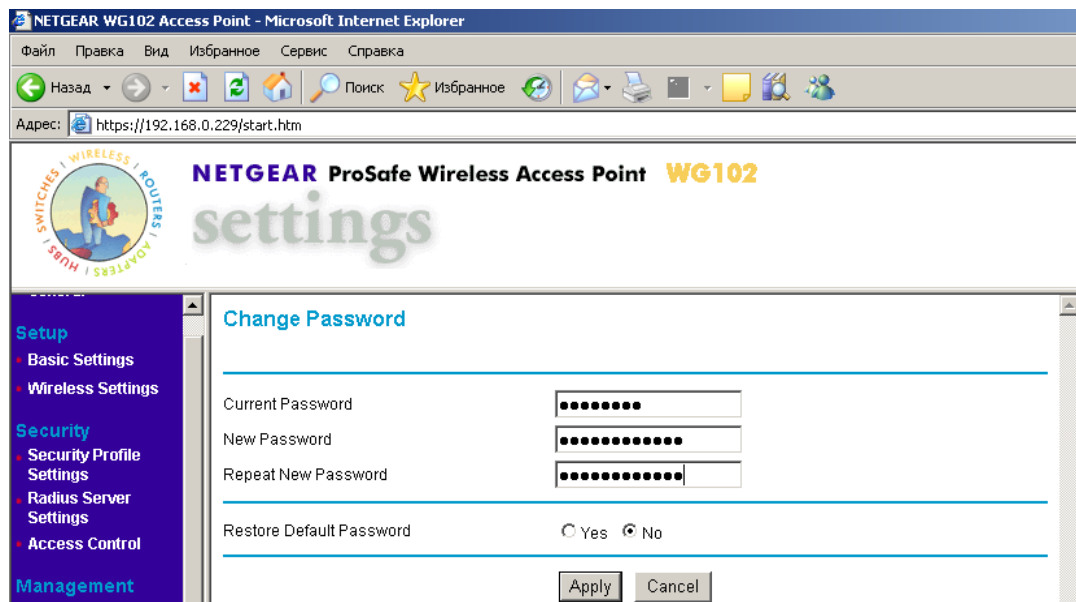 NETGEAR WG102 Access Point - Microsoft Internet Explorer
Файл Правка Вид Избранное Сервис Справка
Назад Поиск Избранное
Адрес: https://192.168.0.229/start.htm
WIRELESS | ROUTERS | ADAPTERS | HUBS | SWITCHES |
NETGEAR ProSafe Wireless Access Point WG102
settings
Setup
Basic Settings
Wireless Settings
Security
Security Profile
Settings
Radius Server
Settings
Access Control
Management
Change Password
Current Password ●●●●●●●●
New Password ●●●●●●●●●●●●
Repeat New Password ●●●●●●●●●●●●
Restore Default Password Yes No
Apply Cancel